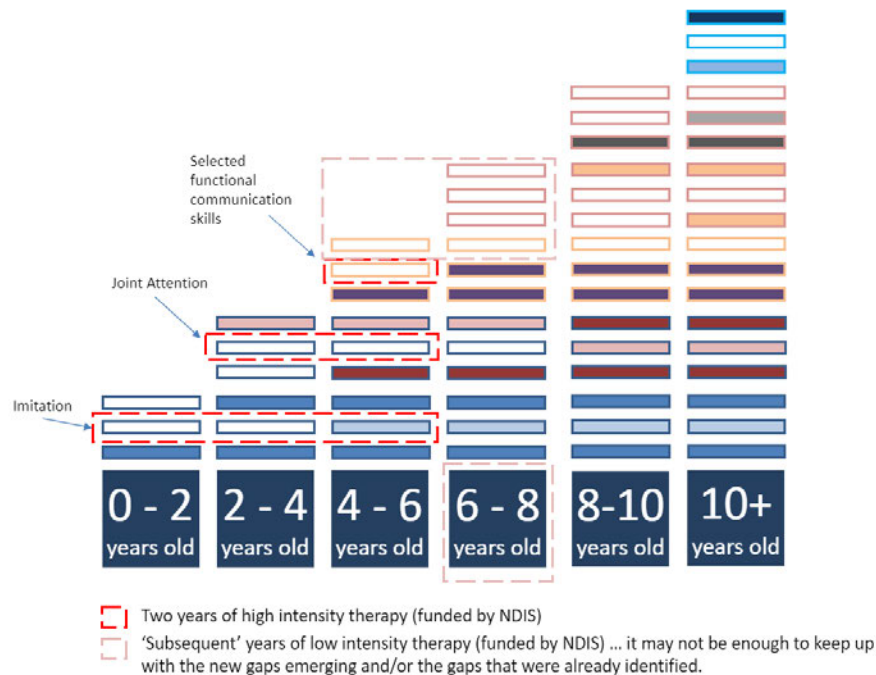 Selected
functional
communication
skills
Joint Attention
Imitation
0 - 2
years old
2 - 4
years old
4 - 6
years old
6 - 8
years old
8-10
years old
10+
years old
Two years of high intensity therapy (funded by NDIS)
‘Subsequent’ years of low intensity therapy (funded by NDIS) ... it may not be enough to keep up
with the new gaps emerging and/or the gaps that were already identified.